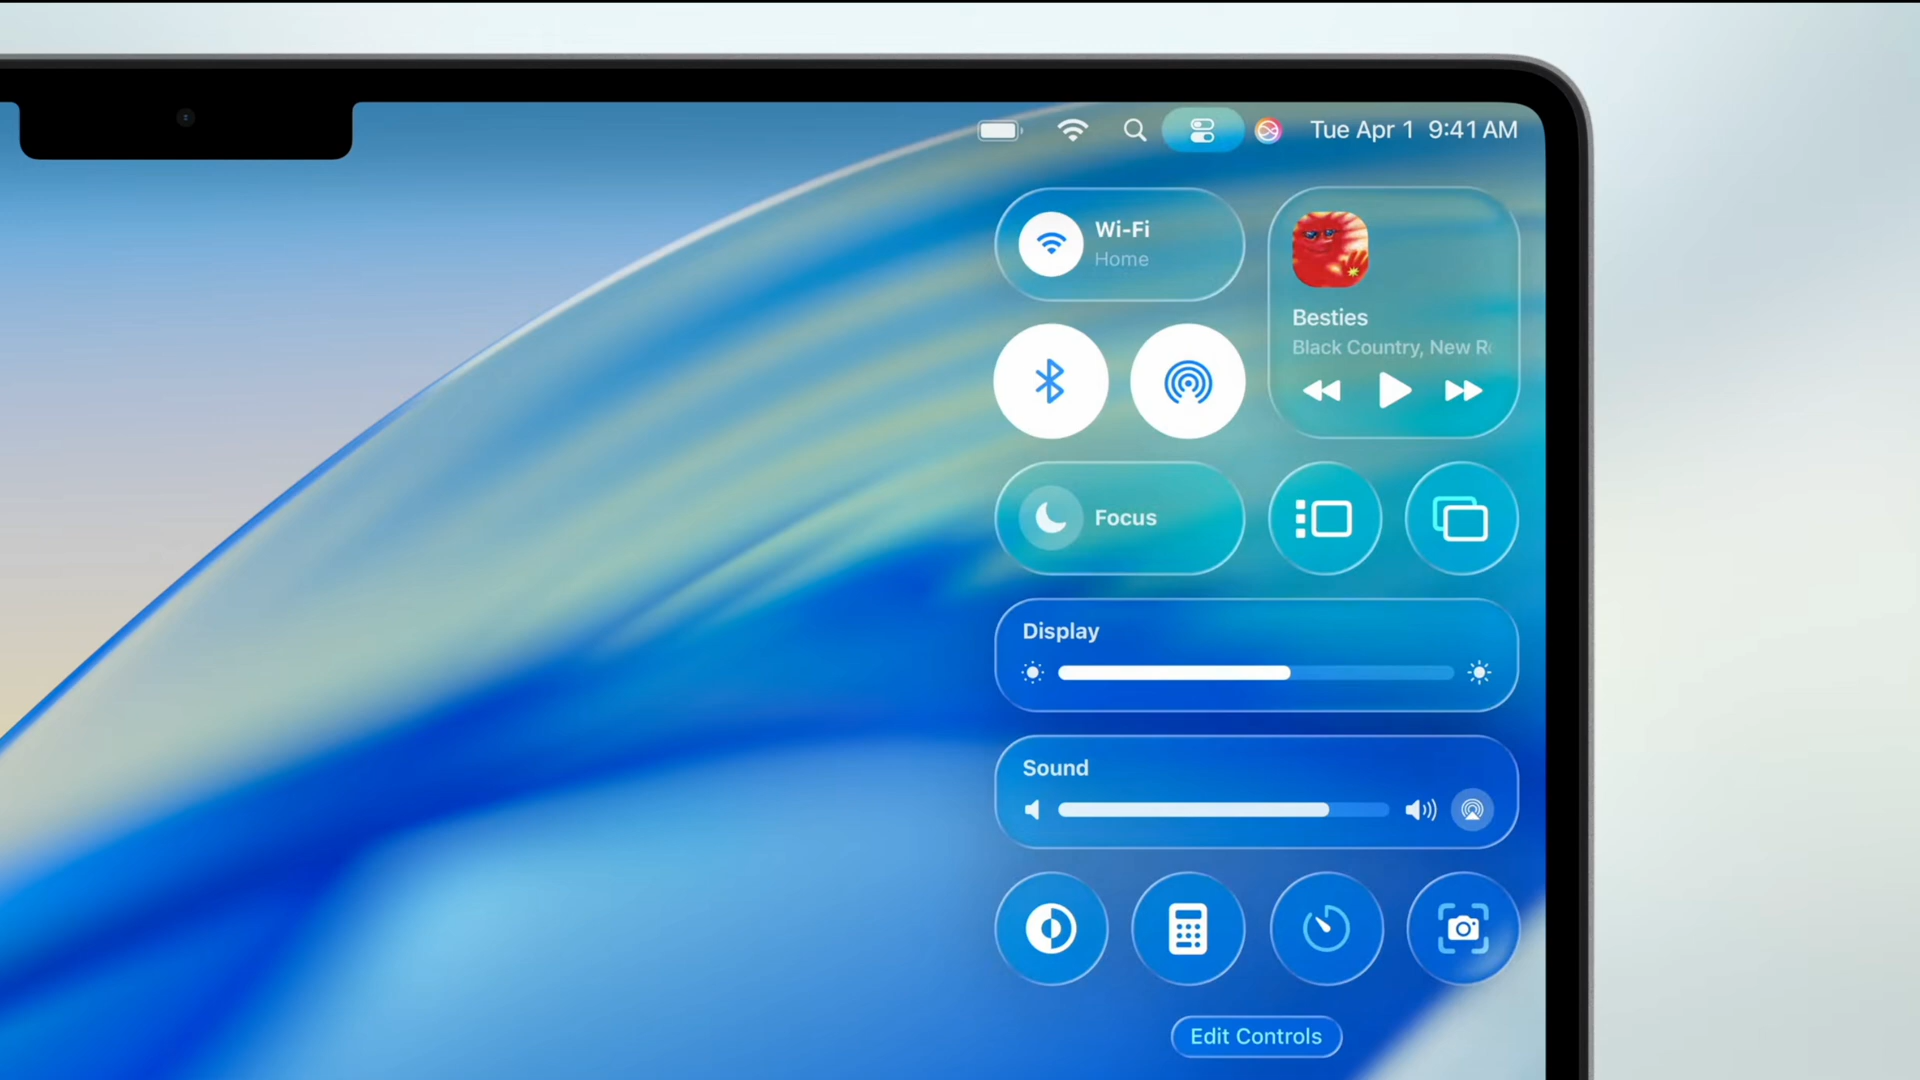 Tue Apr 1 9:41 AM
Wi-Fi
Home
Besties
Black Country, New R
Focus
Display
Sound
Edit Controls